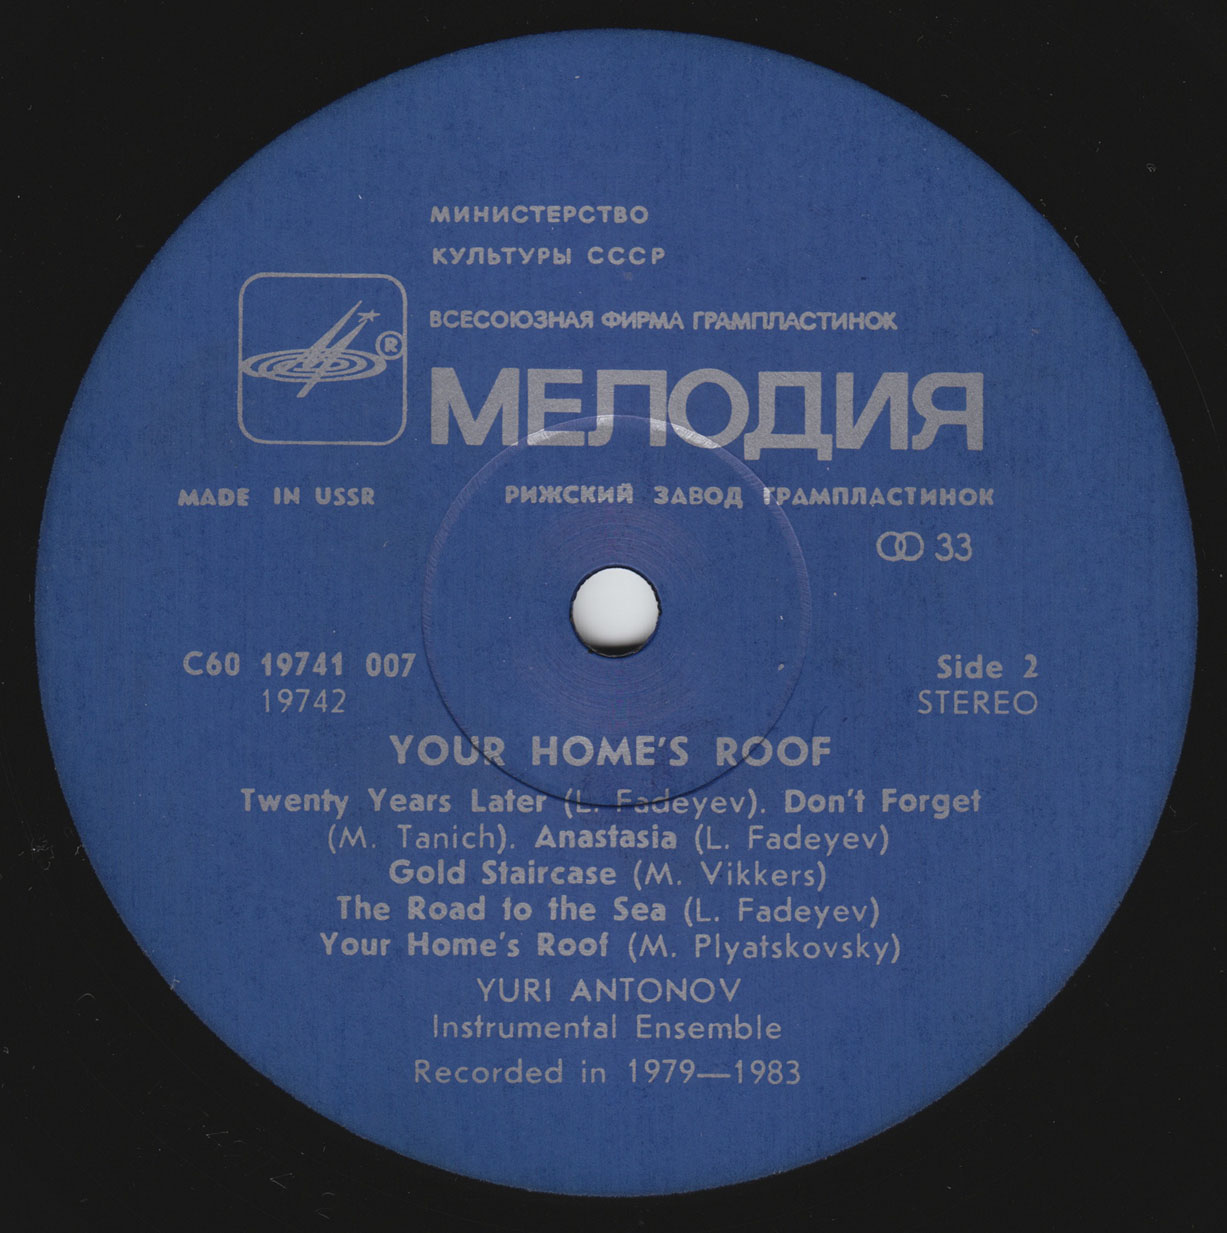 МИНИСТЕРСТВО
КУЛЬТУРЫ СССР
ВСЕСОЮЗНАЯ ФИРМА ГРАМПЛАСТИНОК
®
МЕЛОДИЯ
MADE IN USSR
РИЖСКИЙ ЗАВОД ГРАМПЛАСТИНОК
33
C60 19741 007
19742
Side 2
STEREO
YOUR HOME'S ROOF
Twenty Years Later (L. Fadeyev). Don't Forget
(M. Tanich). Anastasia (L. Fadeyev)
Gold Staircase (M. Vikkers)
The Road to the Sea (L. Fadeyev)
Your Home's Roof (M. Plyatskovsky)
YURI ANTONOV
Instrumental Ensemble
Recorded in 1979—1983